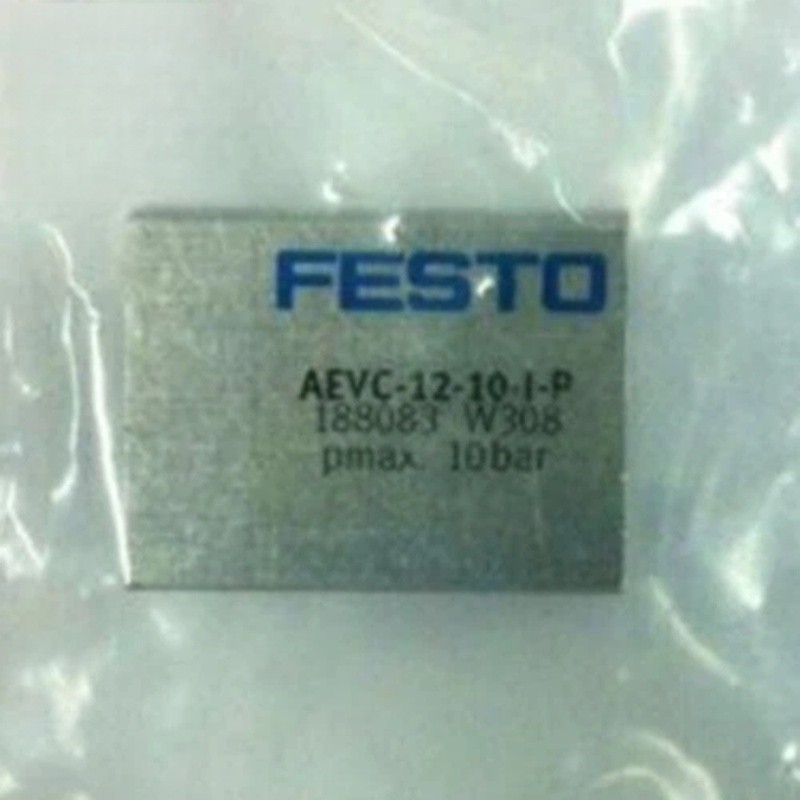 FESTO
AEVC-12-10-I-P
188083 W308
pmax. 10bar